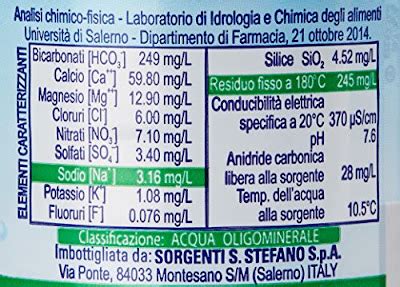 Analisi chimico-fisica - Laboratorio di Idrologia e Chimica degli alimenti
Università di Salerno - Dipartimento di Farmacia, 21 ottobre 2014.
ELEMENTI CARATTERIZZANTI
Bicarbonati [HCO₃⁻] 249 mg/L
Calcio [Ca⁺⁺] 59.80 mg/L
Magnesio [Mg⁺⁺] 12.90 mg/L
Cloruri [Cl⁻] 6.00 mg/L
Nitrati [NO₃⁻] 7.10 mg/L
Solfati [SO₄⁻] 3.40 mg/L
Sodio [Na⁺] 3.16 mg/L
Potassio [K⁺] 1.08 mg/L
Fluoruri [F⁻] 0.076 mg/L
Silice SiO₂ 4.52 mg/L
Residuo fisso a 180°C 245 mg/L
Conducibilità elettrica
specifica a 20°C 370 µS/cm
pH 7.6
Anidride carbonica
libera alla sorgente 28 mg/L
Temp. dell'acqua
alla sorgente 10.5°C
Classificazione: ACQUA OLIGOMINERALE
Imbottigliata da: SORGENTI S. STEFANO S.p.A.
Via Ponte, 84033 Montesano S/M (Salerno) ITALY